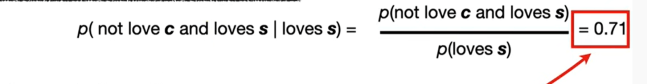 p(not love c and loves s)
p( not love c and loves s | loves s) = = 0.71
p(loves s)